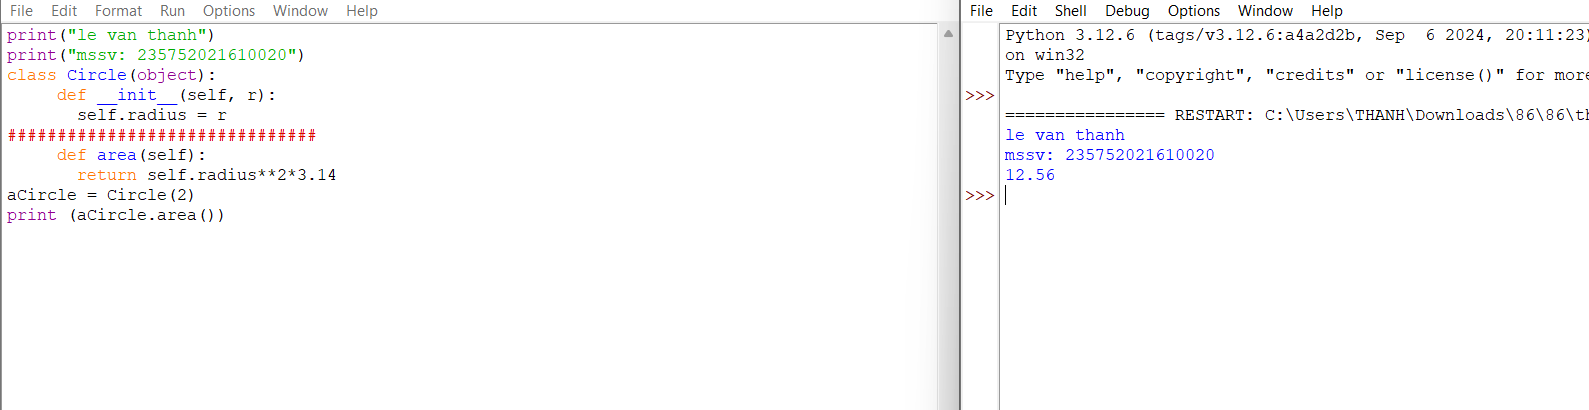 File Edit Format Run Options Window Help
print("le van thanh")
print("mssv: 235752021610020")
class Circle(object):
     def __init__(self, r):
       self.radius = r
###############################
     def area(self):
       return self.radius**2*3.14
aCircle = Circle(2)
print (aCircle.area())
File Edit Shell Debug Options Window Help
Python 3.12.6 (tags/v3.12.6:a4a2d2b, Sep  6 2024, 20:11:23)
on win32
Type "help", "copyright", "credits" or "license()" for more
>>>
================ RESTART: C:\Users\THANH\Downloads\86\86\th
le van thanh
mssv: 235752021610020
12.56
>>>